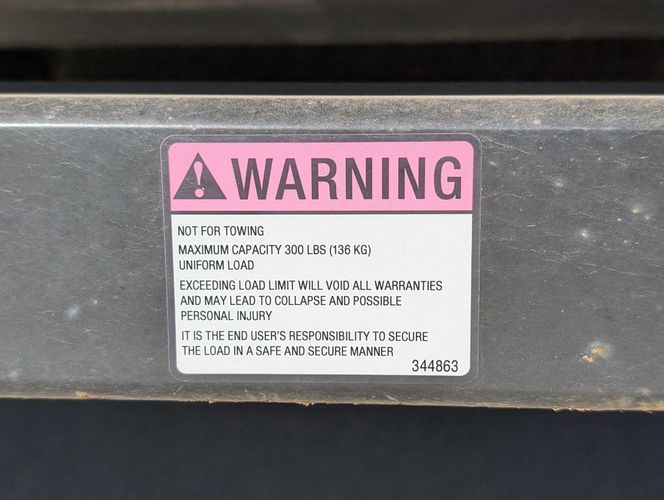 WARNING
NOT FOR TOWING
MAXIMUM CAPACITY 300 LBS (136 KG)
UNIFORM LOAD
EXCEEDING LOAD LIMIT WILL VOID ALL WARRANTIES
AND MAY LEAD TO COLLAPSE AND POSSIBLE
PERSONAL INJURY
IT IS THE END USER'S RESPONSIBILITY TO SECURE
THE LOAD IN A SAFE AND SECURE MANNER
344863